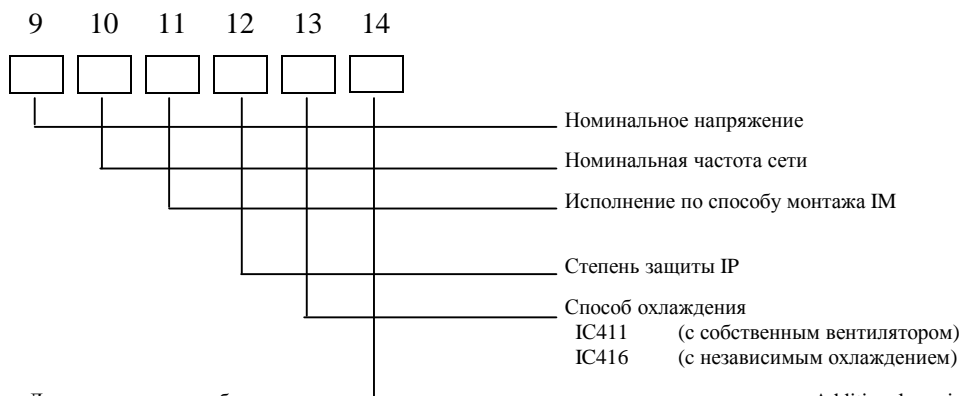 9 10 11 12 13 14
Номинальное напряжение
Номинальная частота сети
Исполнение по способу монтажа IM
Степень защиты IP
Способ охлаждения
IC411 (с собственным вентилятором)
IC416 (с независимым охлаждением)